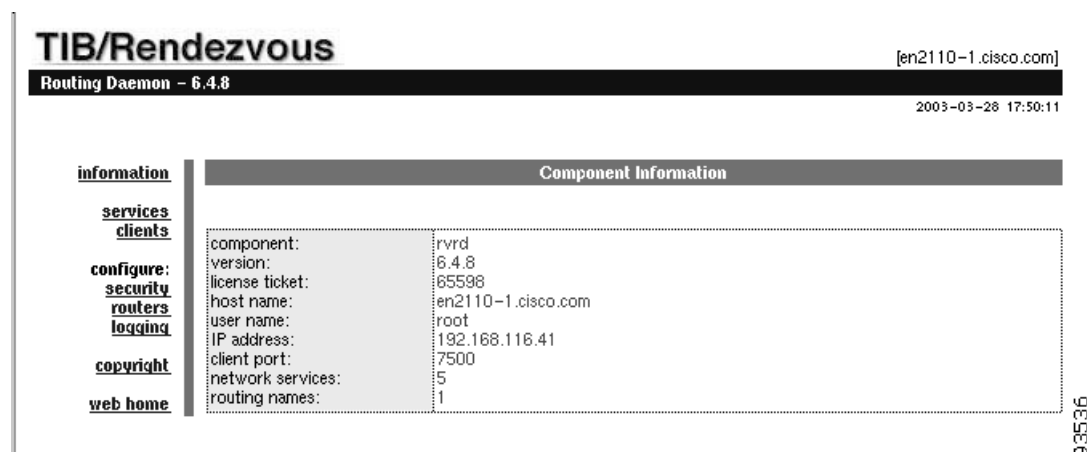 TIB/Rendezvous
[en2110-1.cisco.com]
Routing Daemon - 6.4.8
2003-03-28 17:50:11
information
Component Information
services
clients
configure:
security
routers
logging
copyright
web home
component: rvrd
version: 6.4.8
license ticket: 65598
host name: en2110-1.cisco.com
user name: root
IP address: 192.168.116.41
client port: 7500
network services: 5
routing names: 1
93536